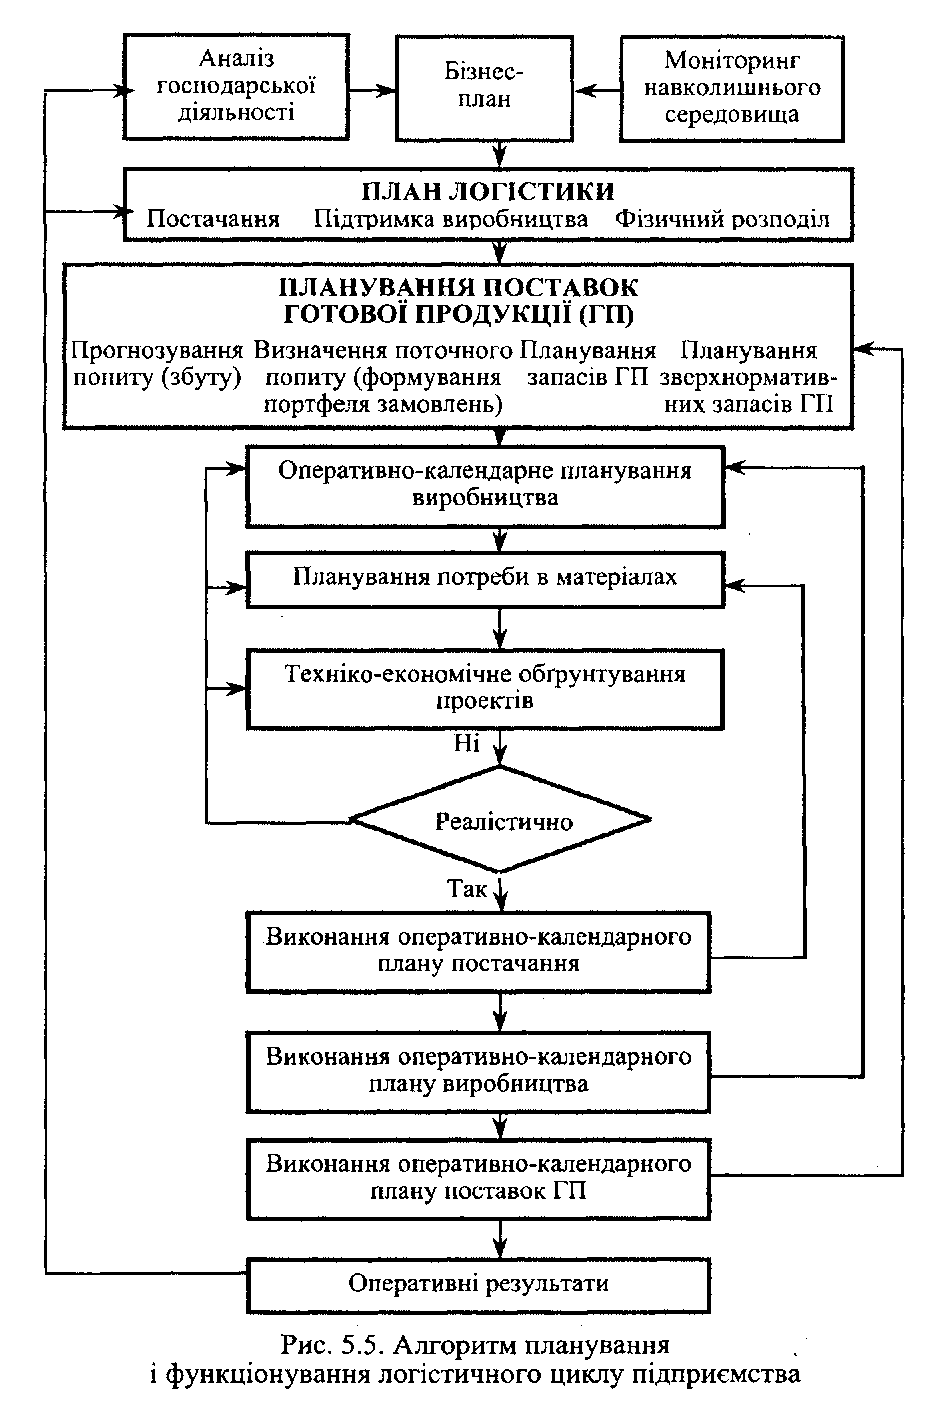 Аналіз
господарської
діяльності
Бізнес-
план
Моніторинг
навколишнього
середовища
ПЛАН ЛОГІСТИКИ
Постачання Підтримка виробництва Фізичний розподіл
ПЛАНУВАННЯ ПОСТАВОК
ГОТОВОЇ ПРОДУКЦІЇ (ГП)
Прогнозування
попиту (збуту)
Визначення поточного
попиту (формування
портфеля замовлень)
Планування
запасів ГП
Планування
зверхнорматив-
них запасів ГП
Оперативно-календарне планування
виробництва
Планування потреби в матеріалах
Техніко-економічне обґрунтування
проектів
Ні
Реалістично
Так
Виконання оперативно-календарного
плану постачання
Виконання оперативно-календарного
плану виробництва
Виконання оперативно-календарного
плану поставок ГП
Оперативні результати
Рис. 5.5. Алгоритм планування
і функціонування логістичного циклу підприємства